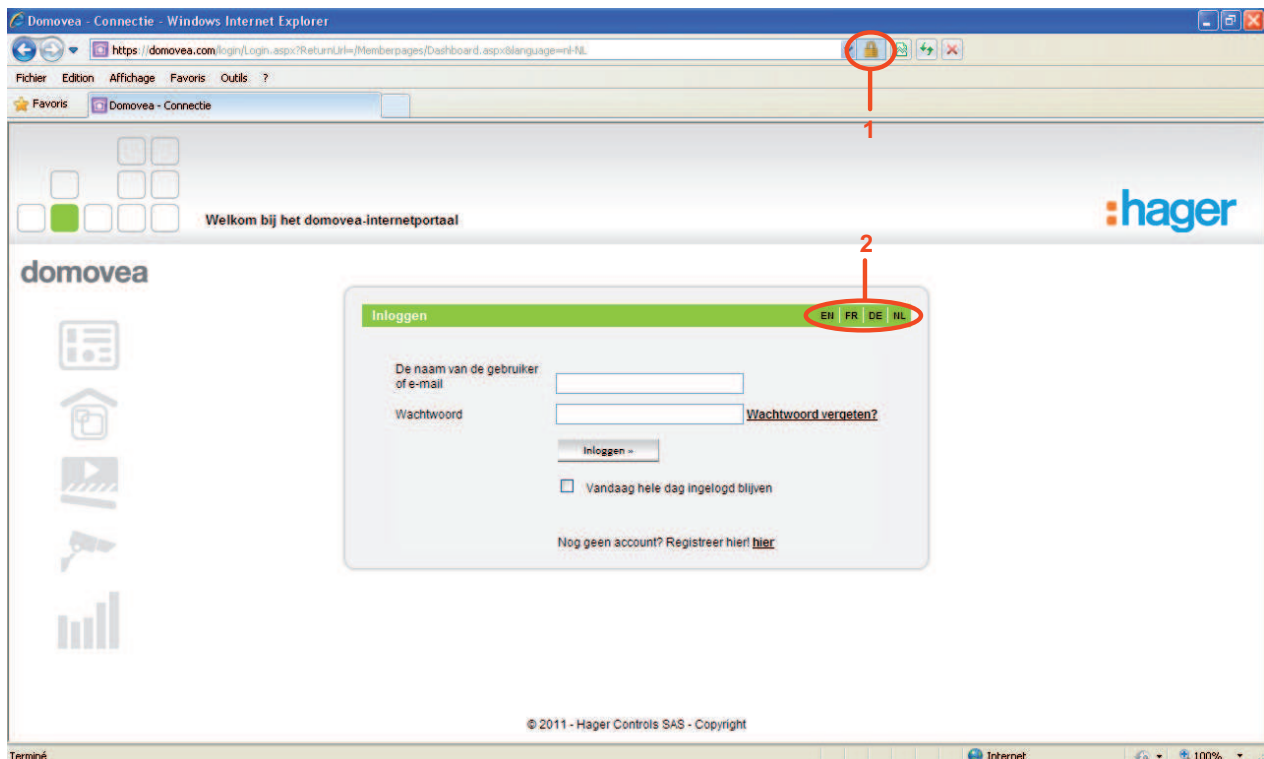 Domovea - Connectie - Windows Internet Explorer
https://domovea.com/login/Login.aspx?ReturnUrl=/Memberpages/Dashboard.aspx&language=nl-NL
Fichier Edition Affichage Favoris Outils ?
Favoris Domovea - Connectie
1
Welkom bij het domovea-internetportaal
:hager
2
domovea
Inloggen EN FR DE NL
De naam van de gebruiker
of e-mail
Wachtwoord Wachtwoord vergeten?
Inloggen »
Vandaag hele dag ingelogd blijven
Nog geen account? Registreer hier! hier
© 2011 - Hager Controls SAS - Copyright
Terminé Internet 100%